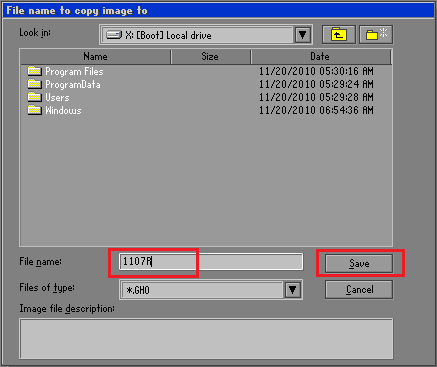 File name to copy image to
Look in: X: [Boot] Local drive
Name Size Date
Program Files 11/20/2010 05:30:16 AM
ProgramData 11/20/2010 05:29:24 AM
Users 11/20/2010 05:29:28 AM
Windows 11/20/2010 06:54:36 AM
File name: 1107R Save
Files of type: *.GHO Cancel
Image file description: